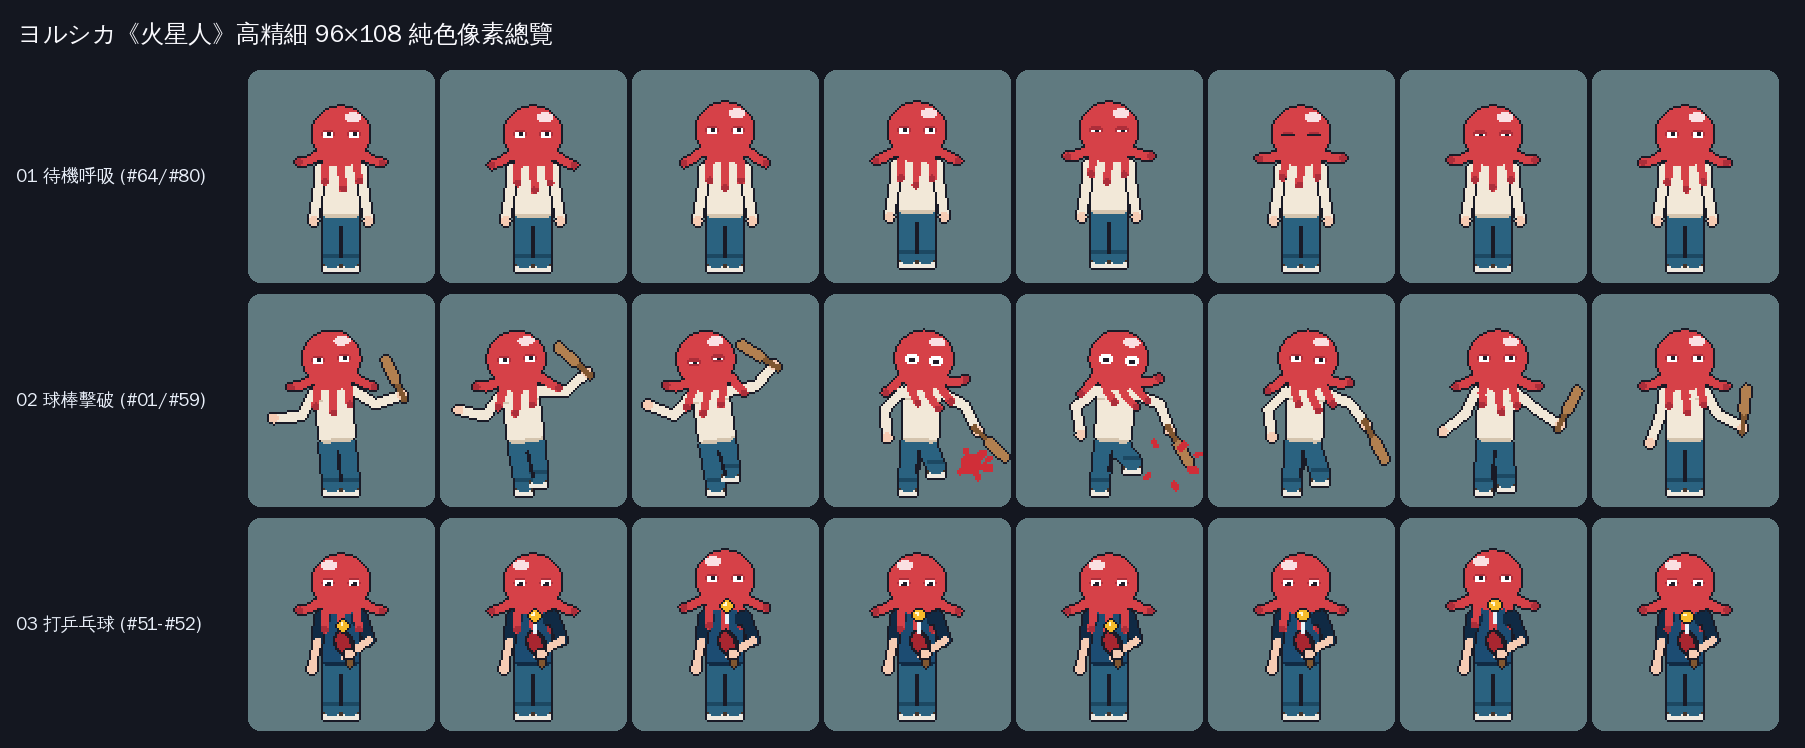 ヨルシカ《火星人》高精細 96×108 純色像素總覽
01 待機呼吸 (#64/#80)
02 球棒擊破 (#01/#59)
03 打乒乓球 (#51-#52)